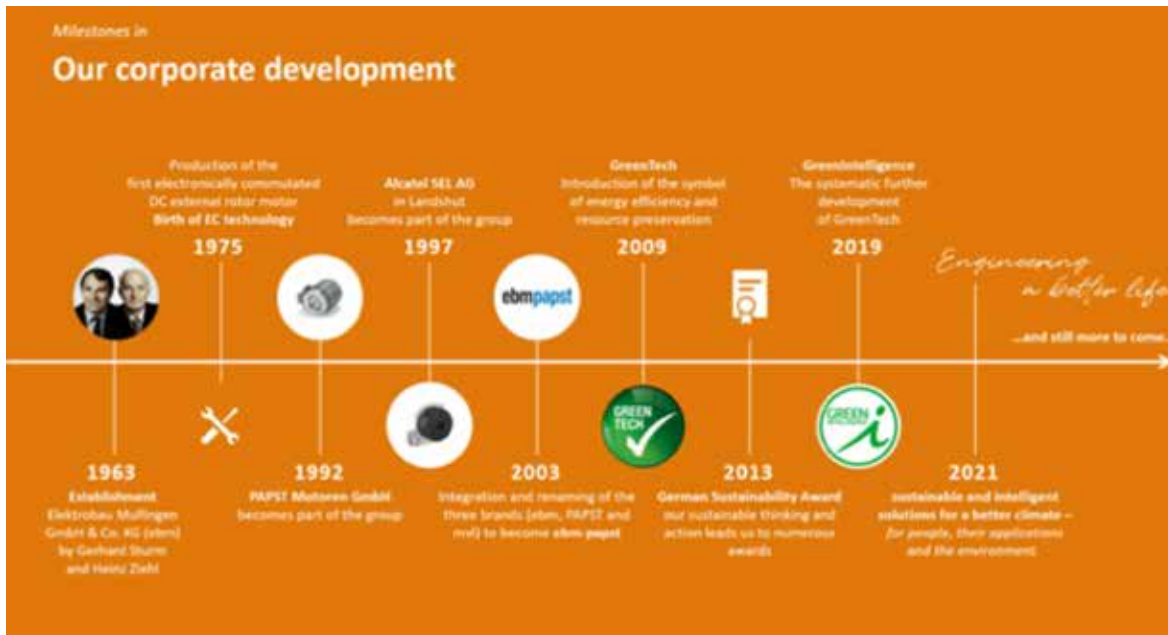 Milestones in
Our corporate development
Production of the
first electronically commutated
DC external rotor motor
Birth of EC technology
1975
Alcatel SEL AG
in Landshut
becomes part of the group
1997
GreenTech
Introduction of the symbol
of energy efficiency and
resource preservation
2009
GreenIntelligence
The systematic further
development
of GreenTech
2019
Engineering
a better life
...and still more to come.
ebmpapst
GREEN
TECH
GREEN
1963
Establishment
Elektrobau Mulfingen
GmbH & Co. KG (ebm)
by Gerhard Sturm
and Heinz Ziehl
1992
PAPST Motoren GmbH
becomes part of the group
2003
Integration and renaming of the
three brands (ebm, PAPST and
mvl) to become ebm-papst
2013
German Sustainability Award
our sustainable thinking and
action leads us to numerous
awards
2021
sustainable and intelligent
solutions for a better climate –
for people, their applications
and the environment